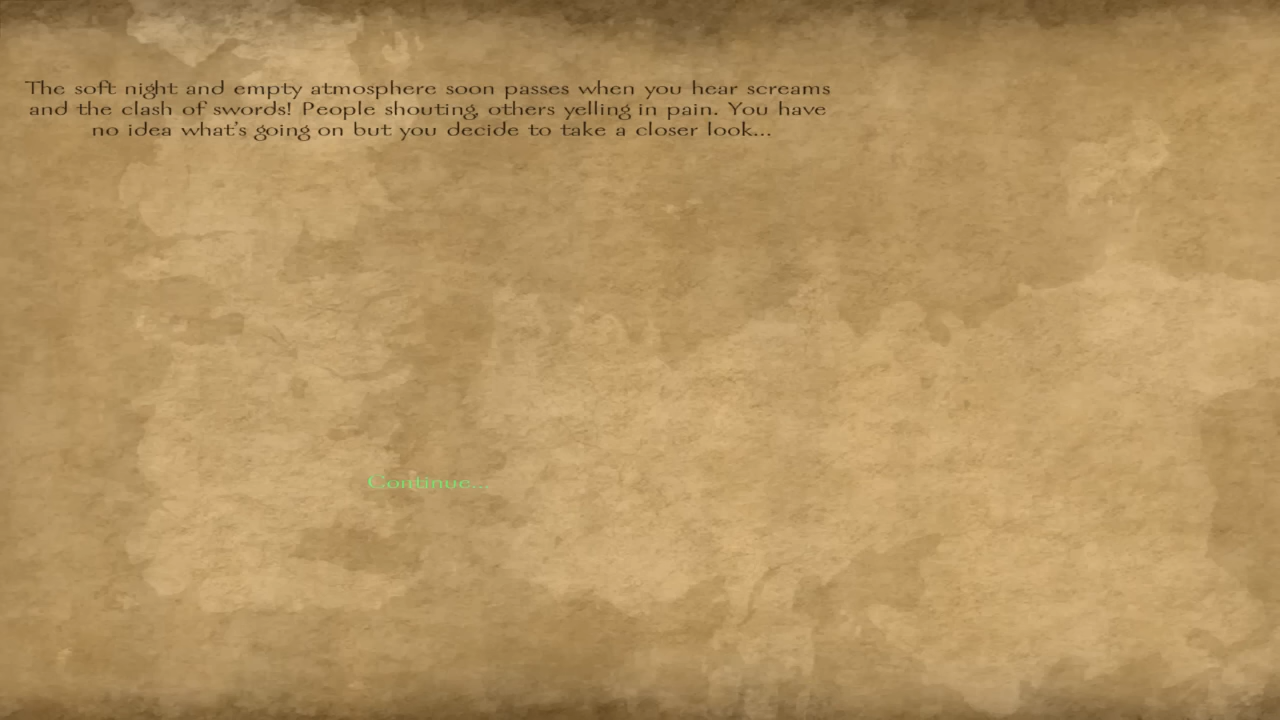 The soft night and empty atmosphere soon passes when you hear screams
and the clash of swords! People shouting, others yelling in pain. You have
no idea what's going on but you decide to take a closer look...
Continue...